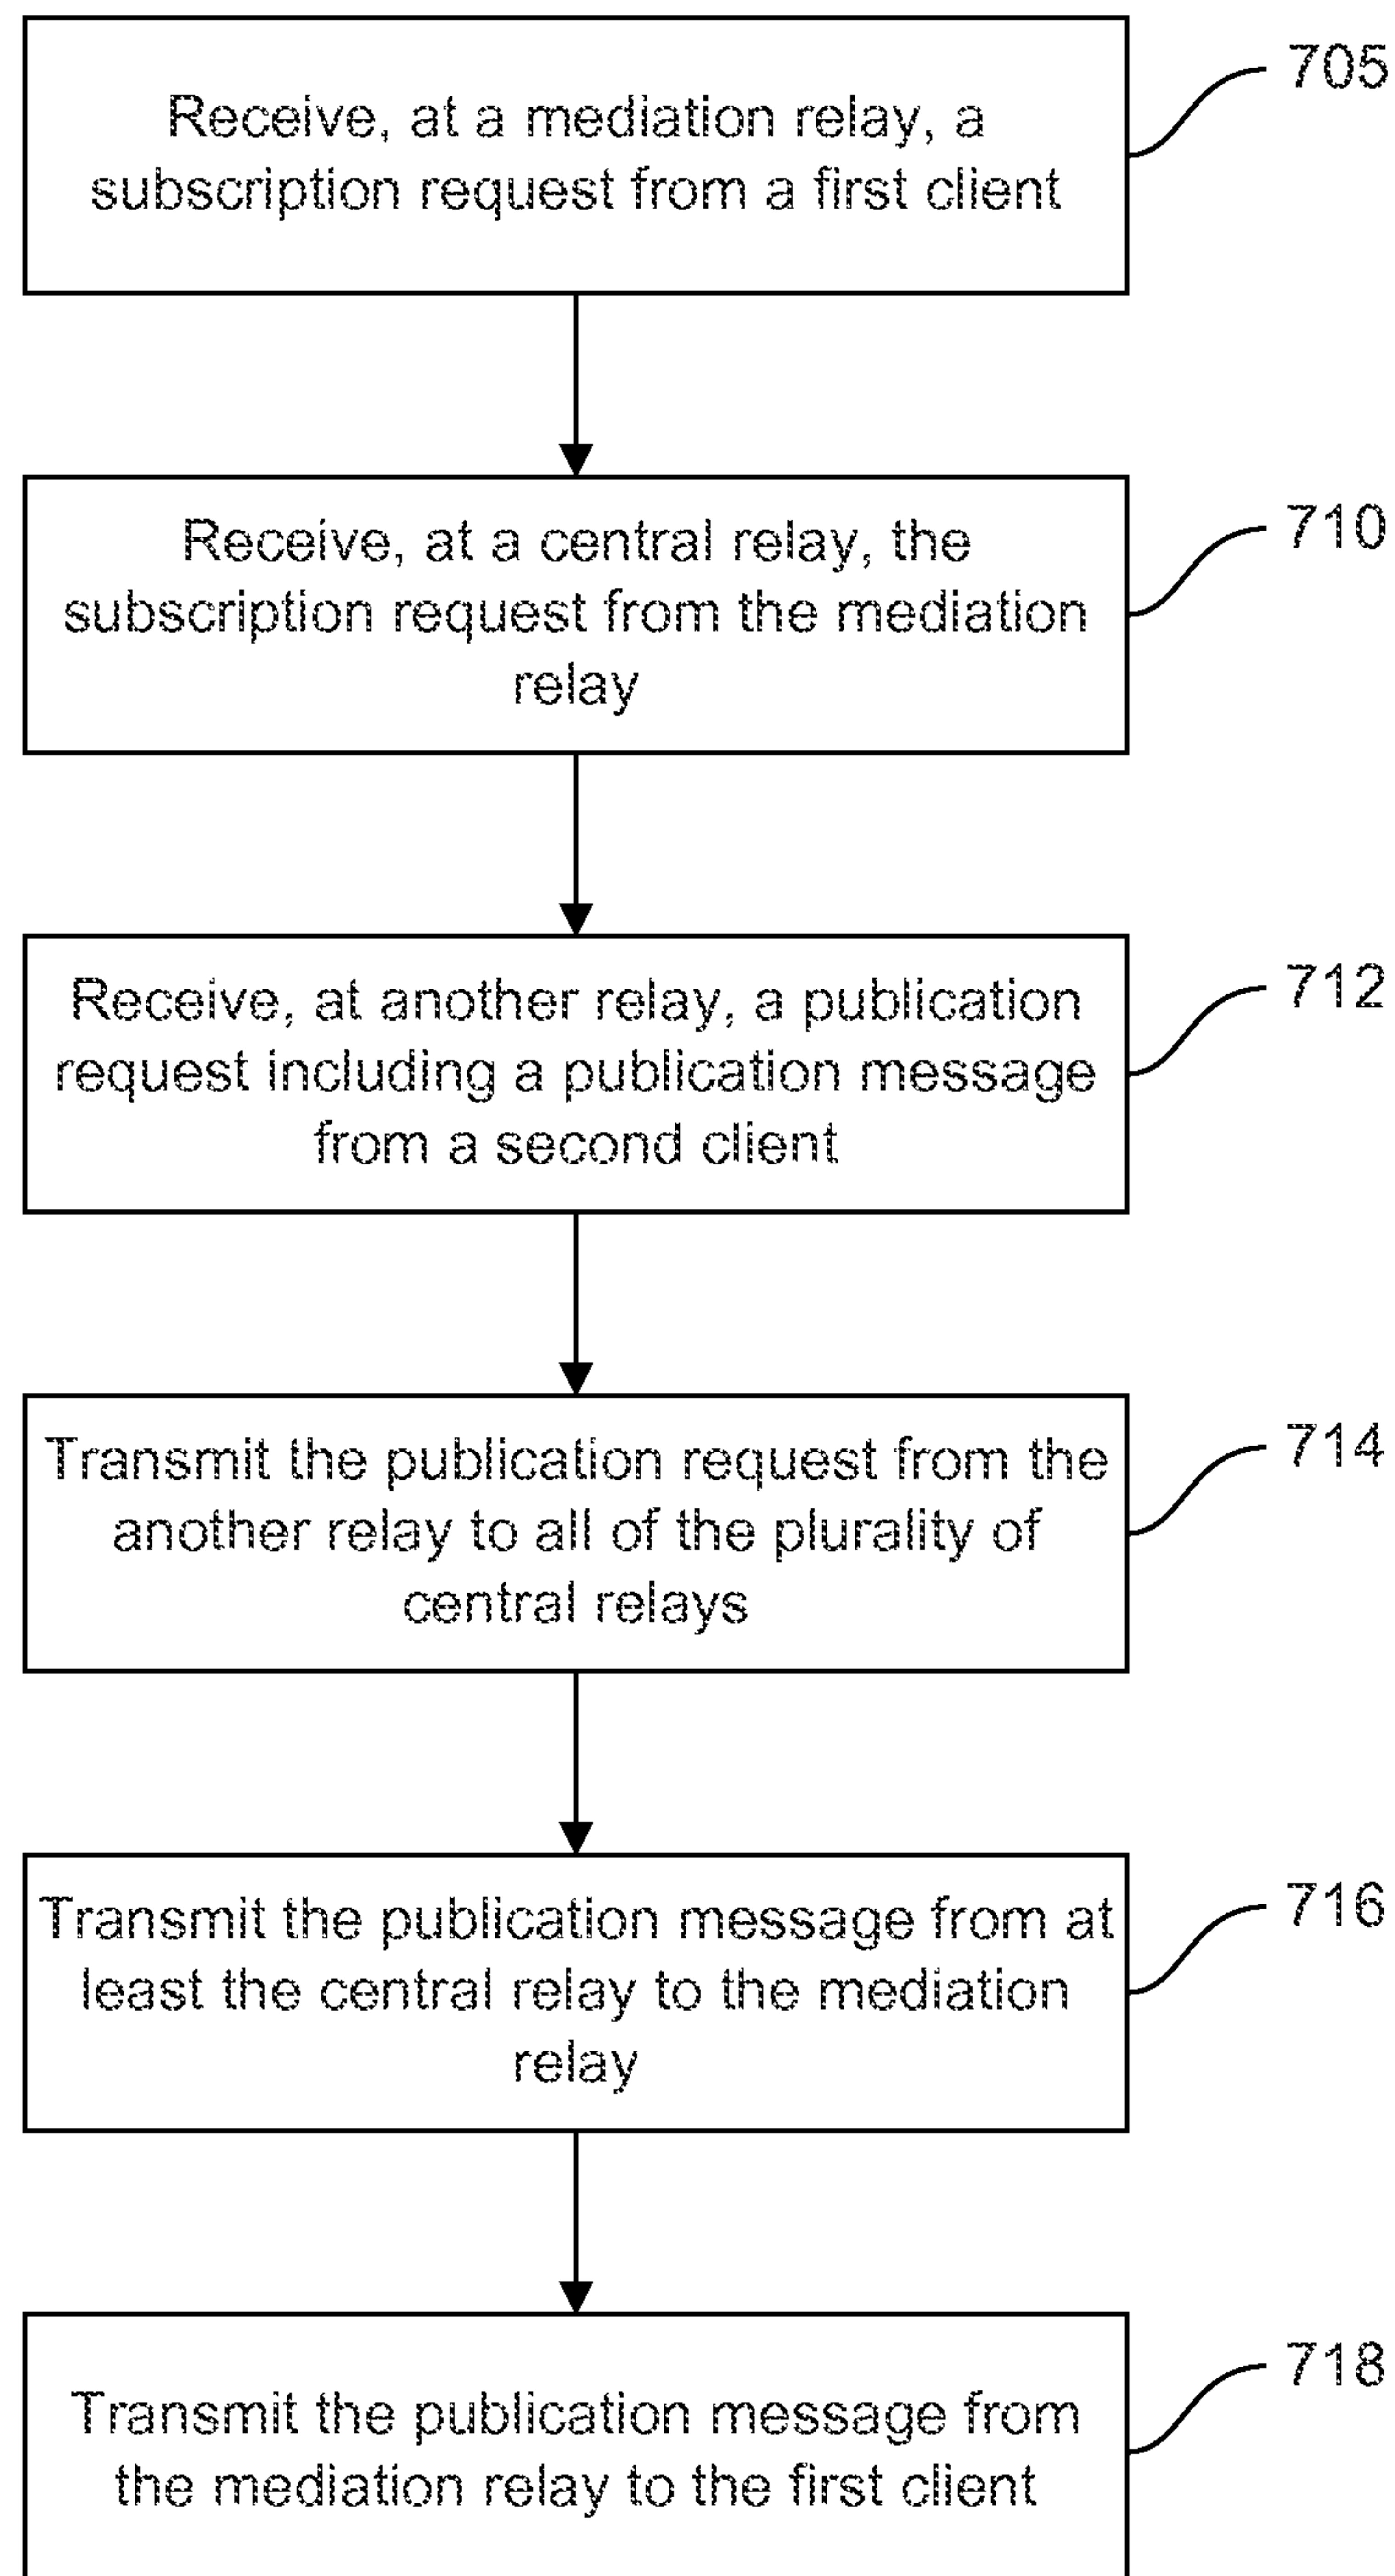 Receive, at a mediation relay, a
subscription request from a first client
705
Receive, at a central relay, the
subscription request from the mediation
relay
710
Receive, at another relay, a publication
request including a publication message
from a second client
712
Transmit the publication request from the
another relay to all of the plurality of
central relays
714
Transmit the publication message from at
least the central relay to the mediation
relay
716
Transmit the publication message from
the mediation relay to the first client
718